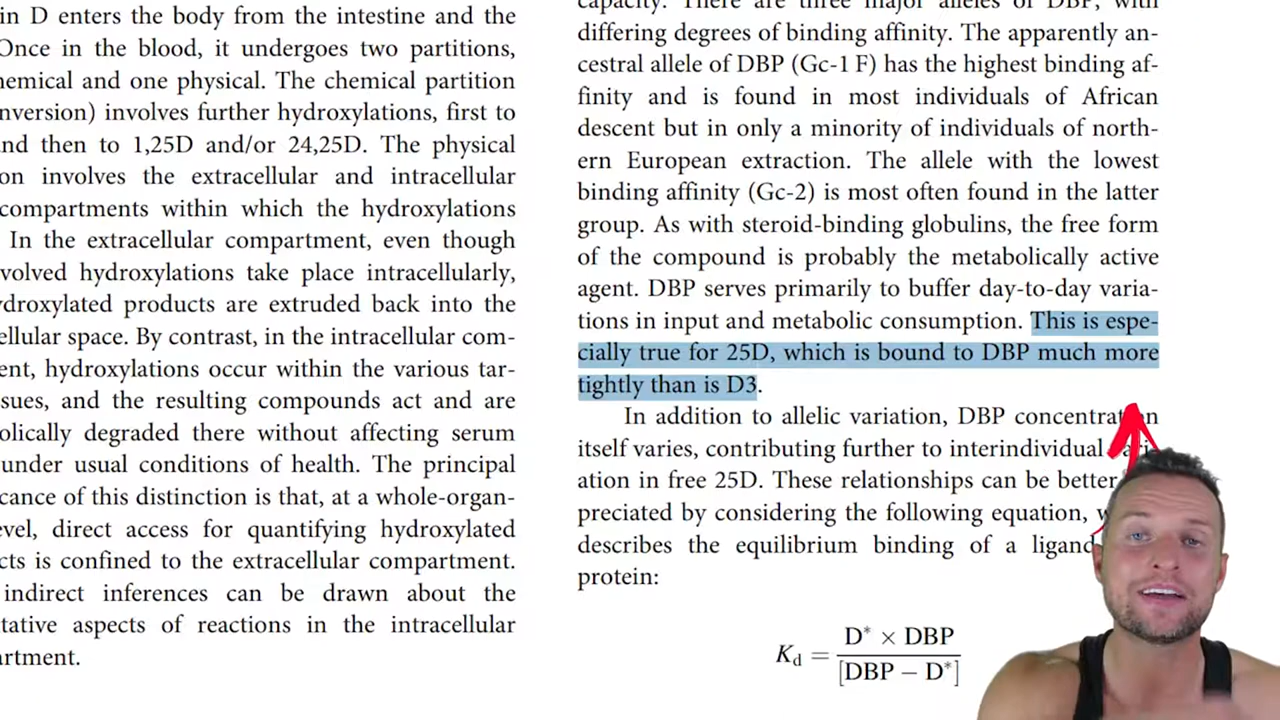 in D enters the body from the intestine and the
Once in the blood, it undergoes two partitions,
hemical and one physical. The chemical partition
nversion) involves further hydroxylations, first to
nd then to 1,25D and/or 24,25D. The physical
on involves the extracellular and intracellular
compartments within which the hydroxylations
In the extracellular compartment, even though
volved hydroxylations take place intracellularly,
ydroxylated products are extruded back into the
ellular space. By contrast, in the intracellular com-
ent, hydroxylations occur within the various tar-
sues, and the resulting compounds act and are
olically degraded there without affecting serum
under usual conditions of health. The principal
cance of this distinction is that, at a whole-organ-
evel, direct access for quantifying hydroxylated
cts is confined to the extracellular compartment.
indirect inferences can be drawn about the
tative aspects of reactions in the intracellular
artment.
capacity. There are three major alleles of DBP, with
differing degrees of binding affinity. The apparently an-
cestral allele of DBP (Gc-1 F) has the highest binding af-
finity and is found in most individuals of African
descent but in only a minority of individuals of north-
ern European extraction. The allele with the lowest
binding affinity (Gc-2) is most often found in the latter
group. As with steroid-binding globulins, the free form
of the compound is probably the metabolically active
agent. DBP serves primarily to buffer day-to-day varia-
tions in input and metabolic consumption. This is espe-
cially true for 25D, which is bound to DBP much more
tightly than is D3.
In addition to allelic variation, DBP concentration
itself varies, contributing further to interindividual vari-
ation in free 25D. These relationships can be better
preciated by considering the following equation, w
describes the equilibrium binding of a ligand
protein:
K_d = D* × DBP / [DBP − D*]